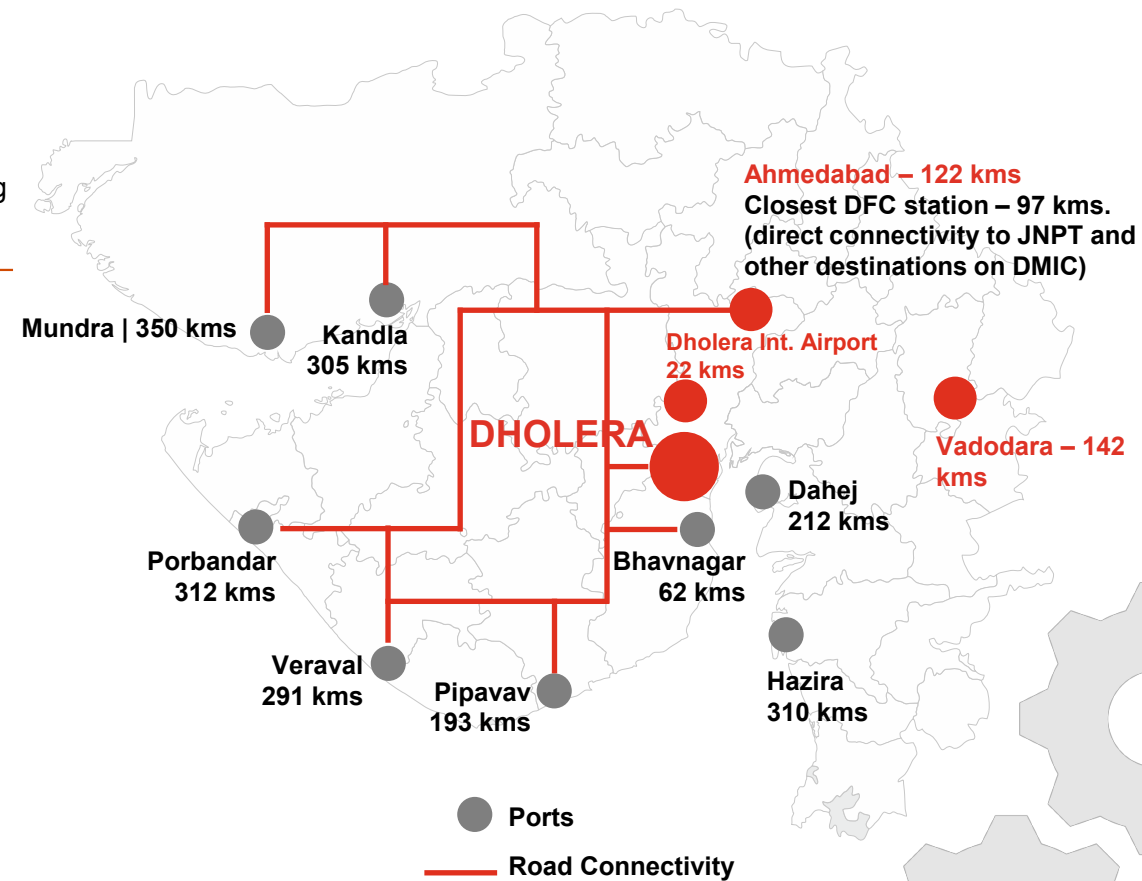 g
Ahmedabad – 122 kms
Closest DFC station – 97 kms.
(direct connectivity to JNPT and
other destinations on DMIC)
Mundra | 350 kms
Kandla
305 kms
Dholera Int. Airport
22 kms
DHOLERA
Vadodara – 142
kms
Dahej
212 kms
Porbandar
312 kms
Bhavnagar
62 kms
Veraval
291 kms
Pipavav
193 kms
Hazira
310 kms
Ports
Road Connectivity